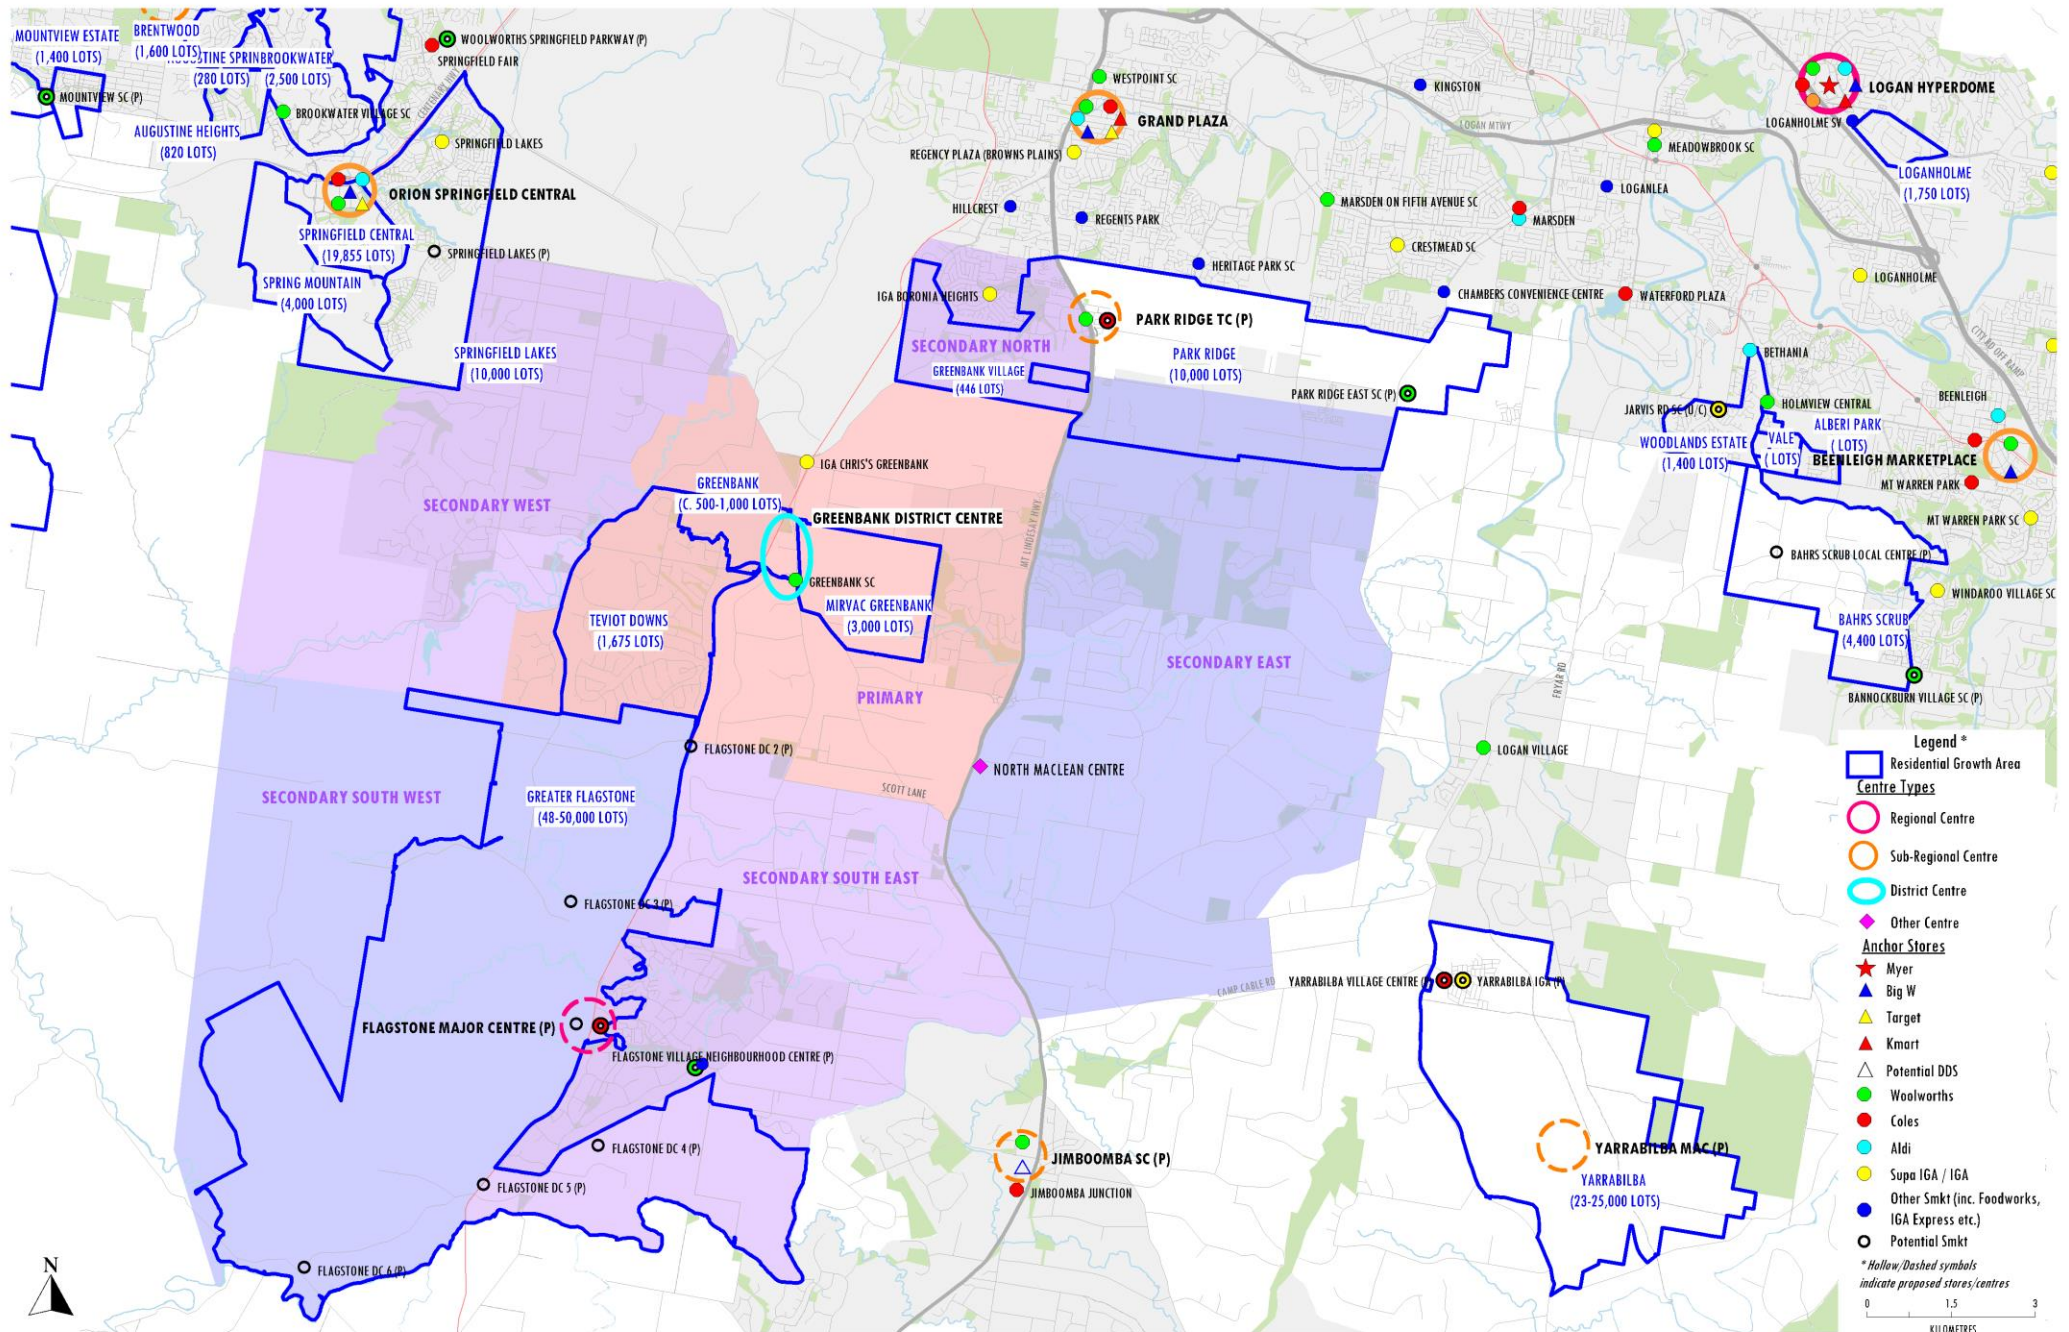 MOUNTVIEW ESTATE
(1,400 LOTS)
BRENTWOOD
(1,600 LOTS)
BROOKWATER
(280 LOTS)
(2,500 LOTS)
WOOLWORTHS SPRINGFIELD PARKWAY (P)
SPRINGFIELD FAIR
MOUNTVIEW SC (P)
BROOKWATER VILLAGE SC
AUGUSTINE HEIGHTS
(820 LOTS)
CENTENARY HWY
SPRINGFIELD LAKES
ORION SPRINGFIELD CENTRAL
SPRINGFIELD CENTRAL
(19,855 LOTS)
SPRINGFIELD LAKES (P)
SPRING MOUNTAIN
(4,000 LOTS)
SPRINGFIELD LAKES
(10,000 LOTS)
WESTPOINT SC
GRAND PLAZA
REGENCY PLAZA (BROWNS PLAINS)
HILLCREST
REGENTS PARK
KINGSTON
LOGAN MTWY
LOGAN HYPERDOME
LOGANHOLME SV
MEADOWBROOK SC
LOGANHOLME
(1,750 LOTS)
LOGANLEA
MARSDEN ON FIFTH AVENUE SC
MARSDEN
CRESTMEAD SC
HERITAGE PARK SC
LOGANHOLME
CHAMBERS CONVENIENCE CENTRE
WATERFORD PLAZA
IGA BORONIA HEIGHTS
PARK RIDGE TC (P)
SECONDARY NORTH
GREENBANK VILLAGE
(446 LOTS)
PARK RIDGE
(10,000 LOTS)
PARK RIDGE EAST SC (P)
CITY RD OFF RAMP
BETHANIA
JARVIS RD SC (U/C)
HOLMVIEW CENTRAL
BEENLEIGH
ALBERI PARK
( LOTS)
WOODLANDS ESTATE
(1,400 LOTS)
VALE
( LOTS)
BEENLEIGH MARKETPLACE
MT WARREN PARK
MT WARREN PARK SC
IGA CHRIS'S GREENBANK
SECONDARY WEST
GREENBANK
(C. 500-1,000 LOTS)
GREENBANK DISTRICT CENTRE
MT LINDESAY HWY
BAHRS SCRUB LOCAL CENTRE (P)
GREENBANK SC
WINDAROO VILLAGE SC
MIRVAC GREENBANK
(3,000 LOTS)
TEVIOT DOWNS
(1,675 LOTS)
BAHRS SCRUB
(4,400 LOTS)
SECONDARY EAST
FRYAR RD
PRIMARY
BANNOCKBURN VILLAGE SC (P)
FLAGSTONE DC 2 (P)
LOGAN VILLAGE
NORTH MACLEAN CENTRE
SCOTT LANE
SECONDARY SOUTH WEST
GREATER FLAGSTONE
(48-50,000 LOTS)
SECONDARY SOUTH EAST
FLAGSTONE DC 3 (P)
CAMP CABLE RD
YARRABILBA VILLAGE CENTRE (
YARRABILBA IGA (P)
FLAGSTONE MAJOR CENTRE (P)
FLAGSTONE VILLAGE NEIGHBOURHOOD CENTRE (P)
FLAGSTONE DC 4 (P)
JIMBOOMBA SC (P)
YARRABILBA MAC (P)
YARRABILBA
(23-25,000 LOTS)
FLAGSTONE DC 5 (P)
JIMBOOMBA JUNCTION
FLAGSTONE DC 6 (P)
N
Legend *
Residential Growth Area
Centre Types
Regional Centre
Sub-Regional Centre
District Centre
Other Centre
Anchor Stores
Myer
Big W
Target
Kmart
Potential DDS
Woolworths
Coles
Aldi
Supa IGA / IGA
Other Smkt (inc. Foodworks,
IGA Express etc.)
Potential Smkt
* Hollow/Dashed symbols
indicate proposed stores/centres
0 1.5 3
KILOMETRES